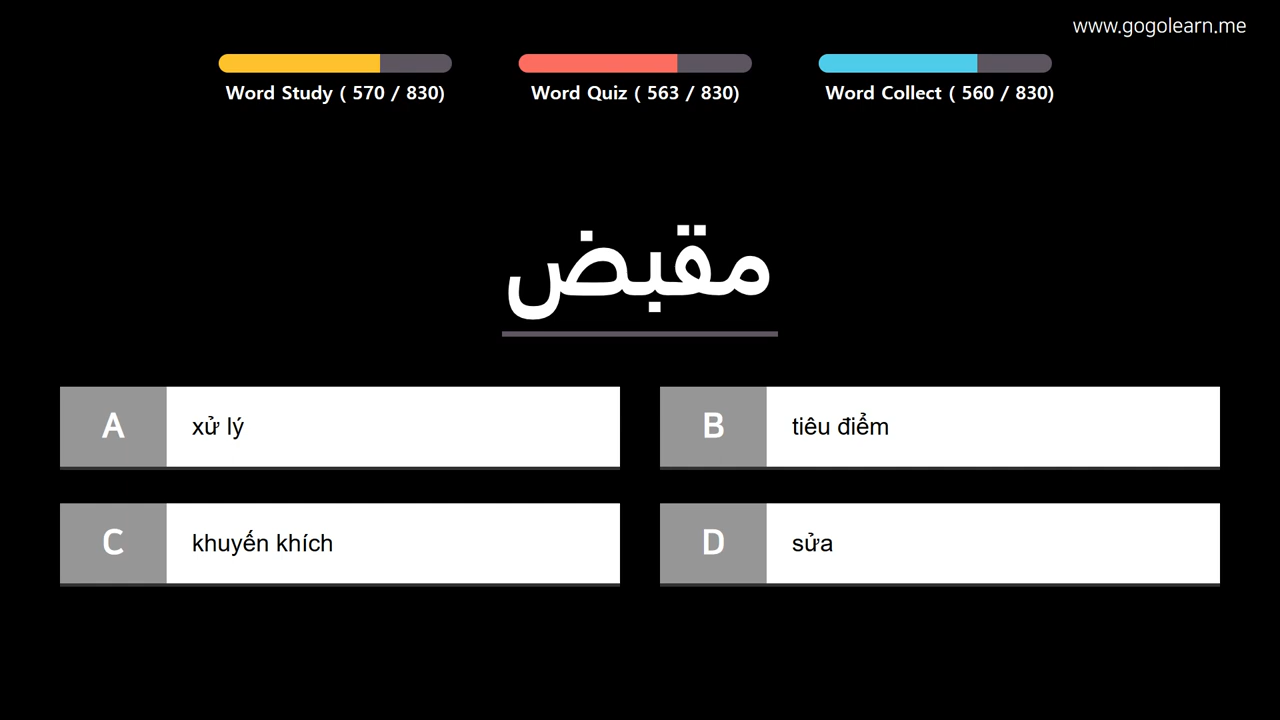 www.gogolearn.me
Word Study ( 570 / 830)
Word Quiz ( 563 / 830)
Word Collect ( 560 / 830)
مقبض
A xử lý
B tiêu điểm
C khuyến khích
D sửa